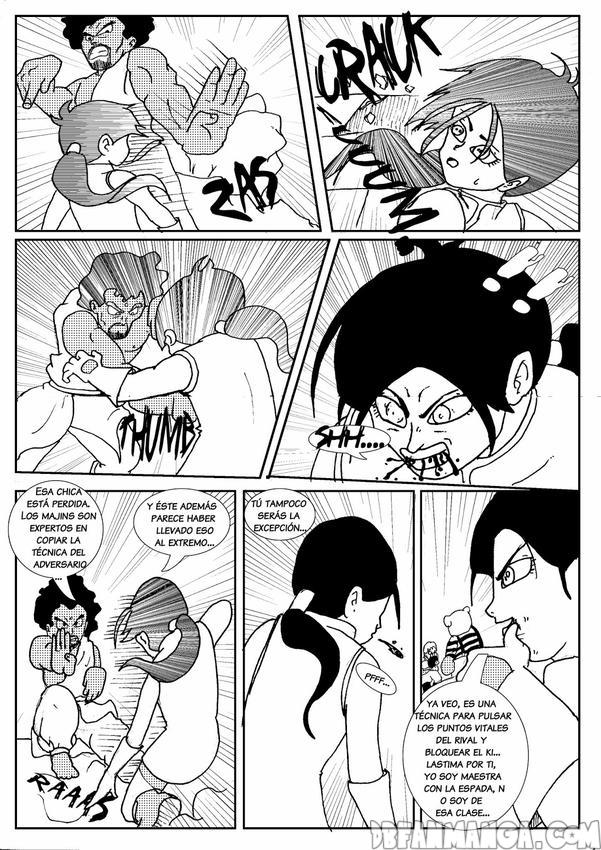 ZAS
CRACK
UUUM
THUMB
SHH....
ESA CHICA
ESTÁ PERDIDA.
LOS MAJINS SON
EXPERTOS EN
COPIAR LA
TÉCNICA DEL
ADVERSARIO
...
Y ÉSTE ADEMÁS
PARECE HABER
LLEVADO ESO
AL EXTREMO...
RAAAS
TÚ TAMPOCO
SERÁS LA
EXCEPCIÓN...
PFFF...
YA VEO, ES UNA
TÉCNICA PARA PULSAR
LOS PUNTOS VITALES
DEL RIVAL Y
BLOQUEAR EL KI...
LASTIMA POR TI,
YO SOY MAESTRA
CON LA ESPADA, N
O SOY DE
ESA CLASE...
DBFANMANGA.COM